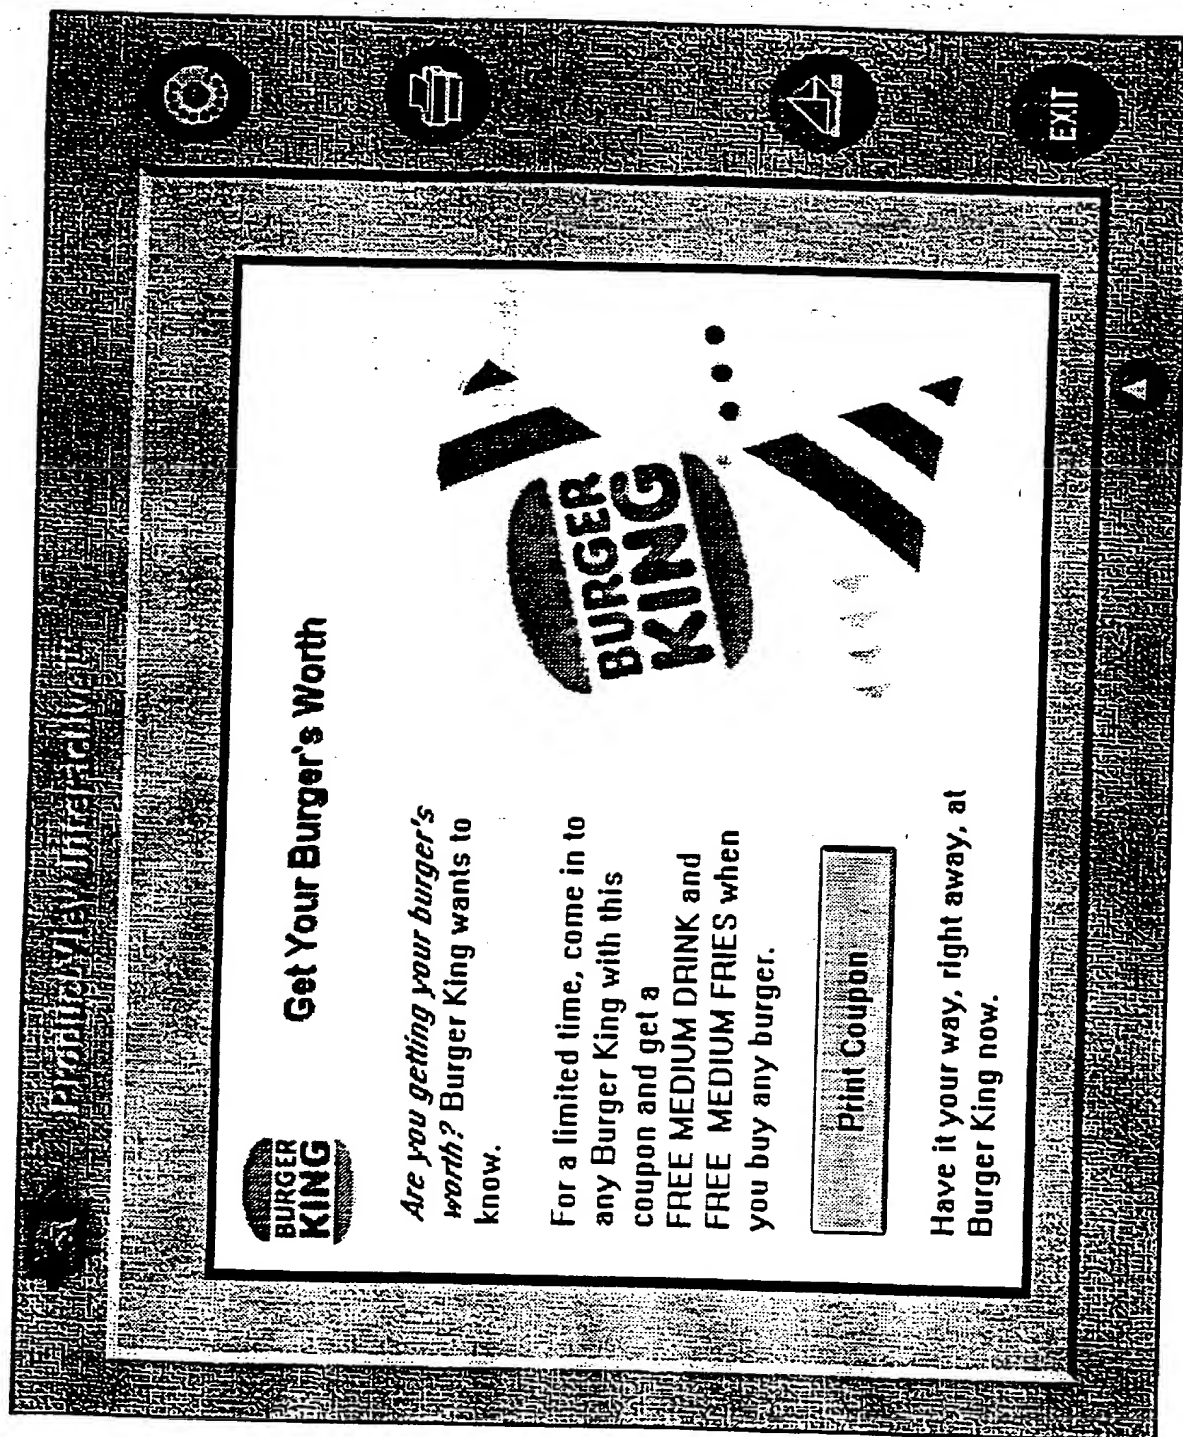 ProductView Interactive
BURGER
KING
Get Your Burger's Worth
Are you getting your burger's
worth? Burger King wants to
know.
For a limited time, come in to
any Burger King with this
coupon and get a
FREE MEDIUM DRINK and
FREE MEDIUM FRIES when
you buy any burger.
Print Coupon
Have it your way, right away, at
Burger King now.
BURGER
KING
EXIT